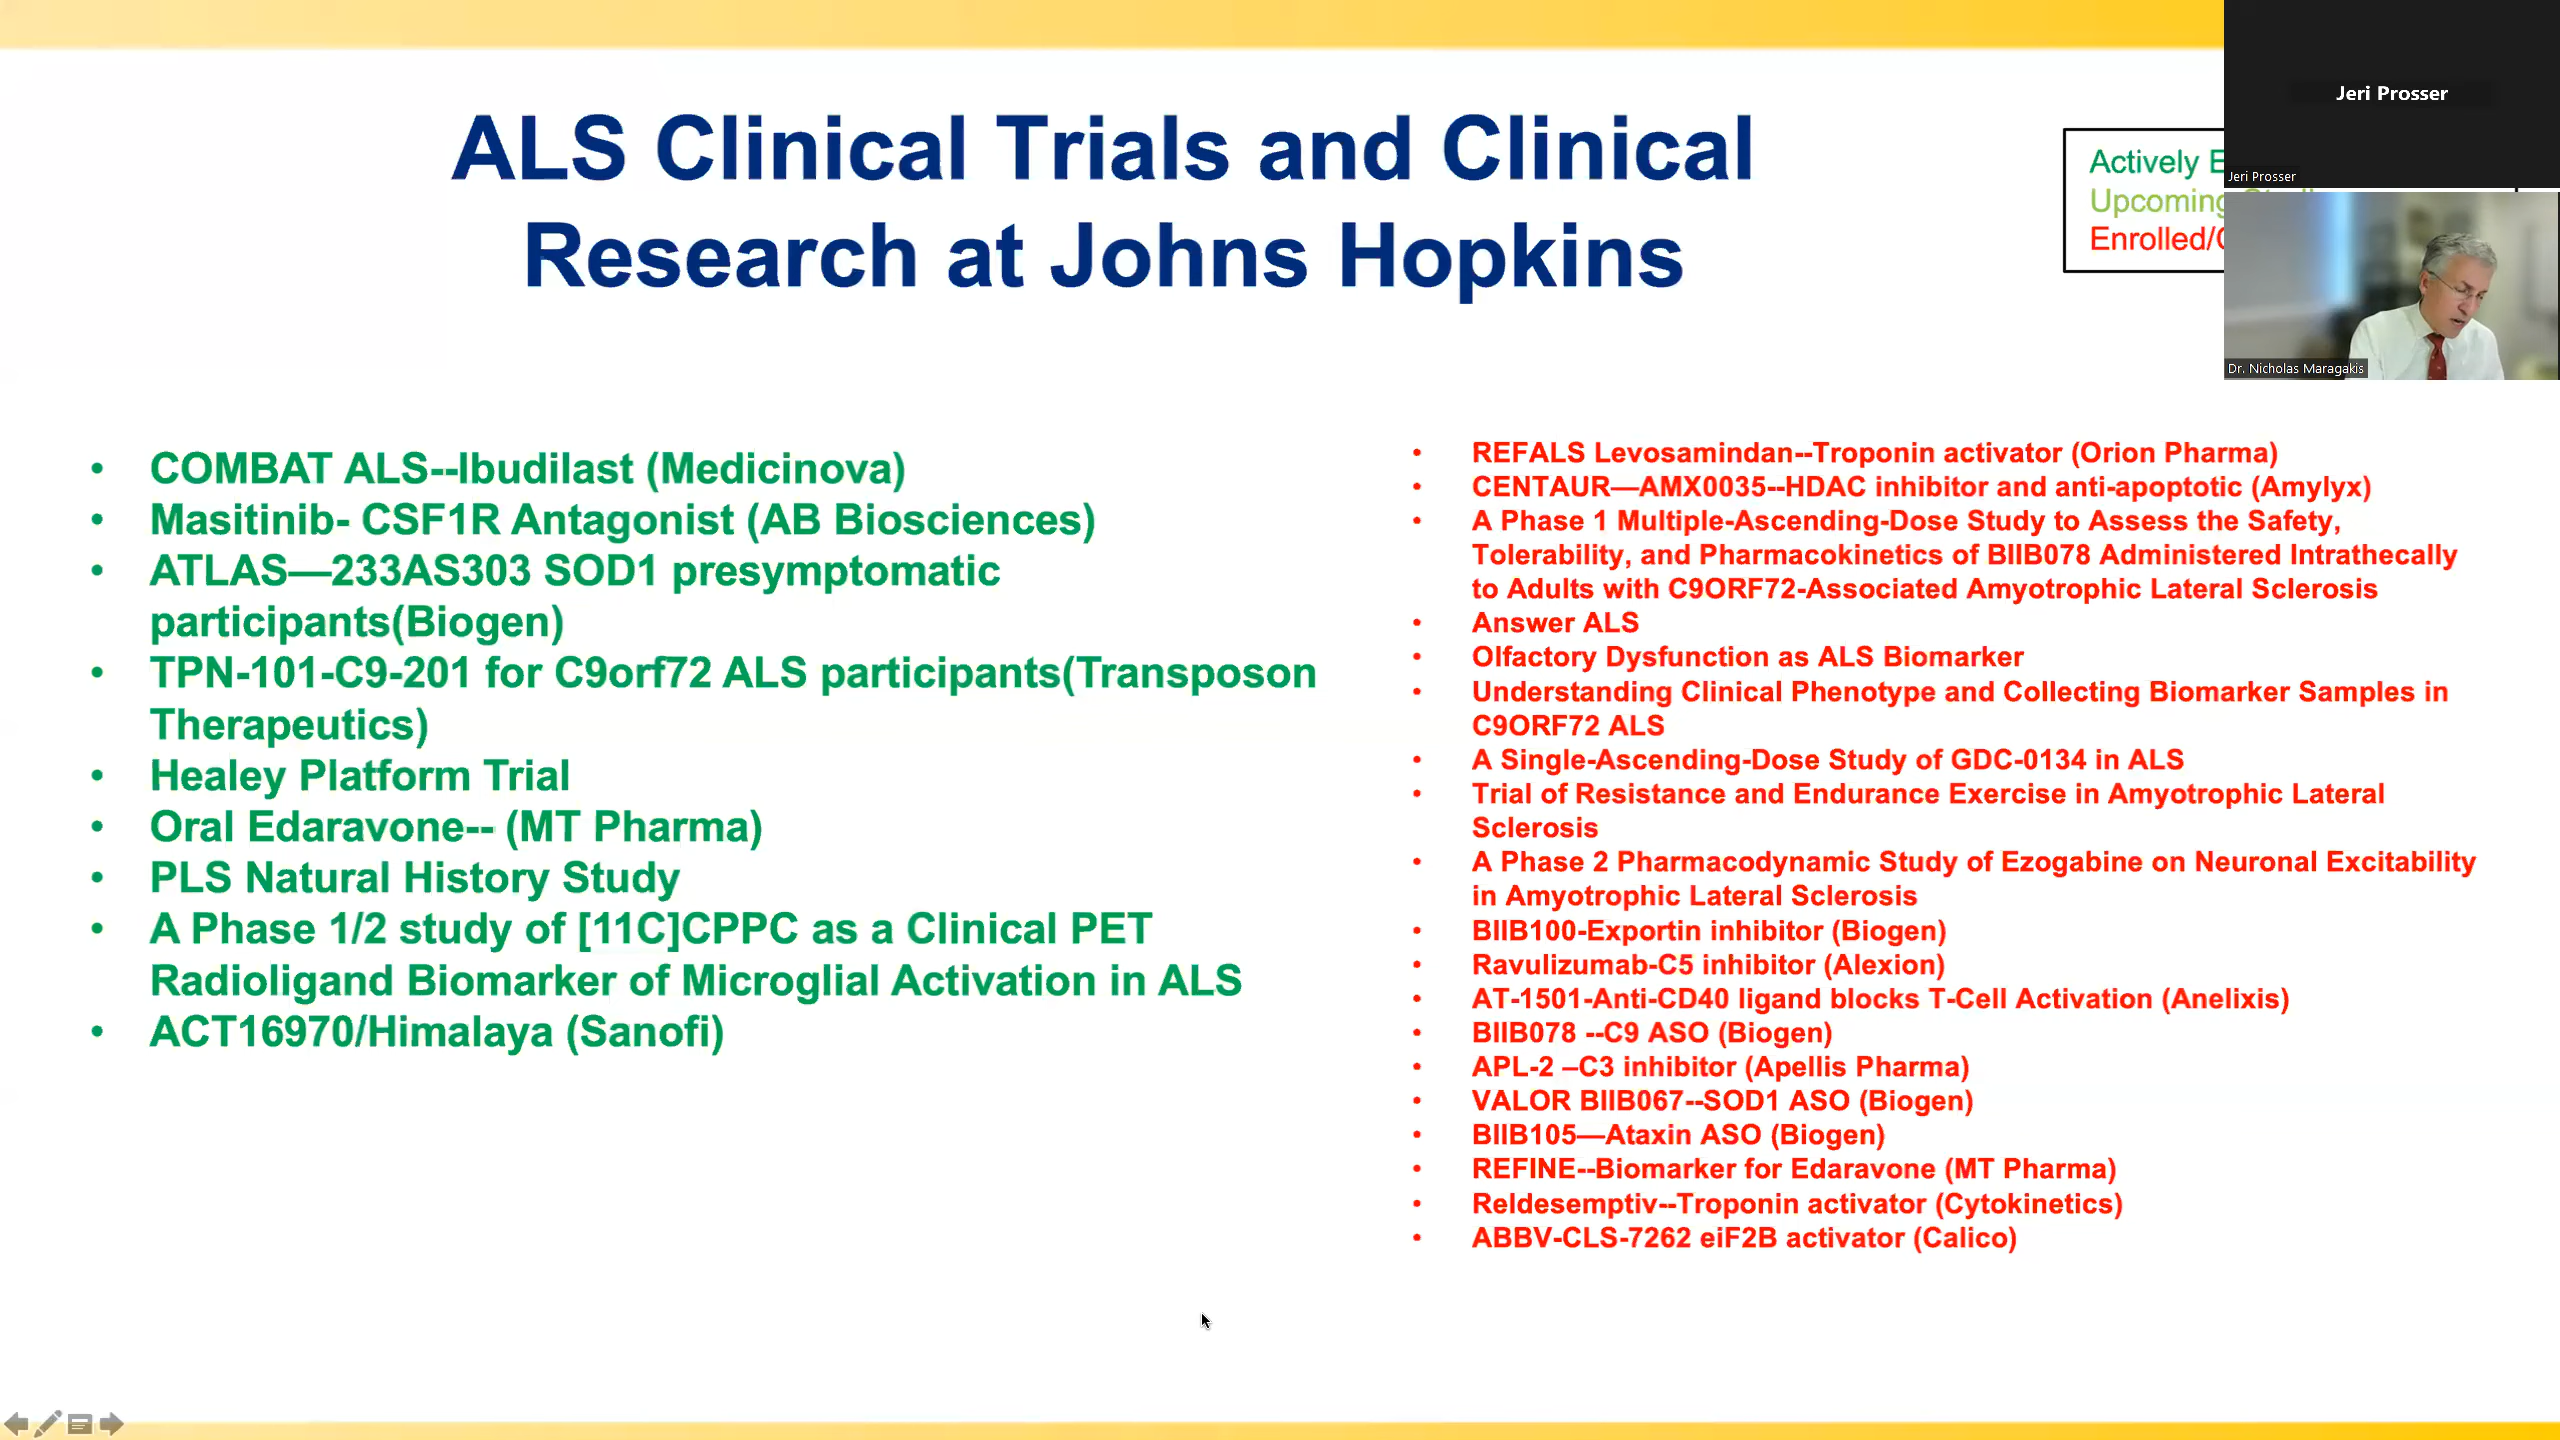 ALS Clinical Trials and Clinical
Research at Johns Hopkins
Actively E
Upcoming
Enrolled/
Jeri Prosser
Jeri Prosser
Dr. Nicholas Maragakis
• COMBAT ALS--Ibudilast (Medicinova)
• Masitinib- CSF1R Antagonist (AB Biosciences)
• ATLAS—233AS303 SOD1 presymptomatic
participants(Biogen)
• TPN-101-C9-201 for C9orf72 ALS participants(Transposon
Therapeutics)
• Healey Platform Trial
• Oral Edaravone-- (MT Pharma)
• PLS Natural History Study
• A Phase 1/2 study of [11C]CPPC as a Clinical PET
Radioligand Biomarker of Microglial Activation in ALS
• ACT16970/Himalaya (Sanofi)
• REFALS Levosamindan--Troponin activator (Orion Pharma)
• CENTAUR—AMX0035--HDAC inhibitor and anti-apoptotic (Amylyx)
• A Phase 1 Multiple-Ascending-Dose Study to Assess the Safety,
Tolerability, and Pharmacokinetics of BIIB078 Administered Intrathecally
to Adults with C9ORF72-Associated Amyotrophic Lateral Sclerosis
• Answer ALS
• Olfactory Dysfunction as ALS Biomarker
• Understanding Clinical Phenotype and Collecting Biomarker Samples in
C9ORF72 ALS
• A Single-Ascending-Dose Study of GDC-0134 in ALS
• Trial of Resistance and Endurance Exercise in Amyotrophic Lateral
Sclerosis
• A Phase 2 Pharmacodynamic Study of Ezogabine on Neuronal Excitability
in Amyotrophic Lateral Sclerosis
• BIIB100-Exportin inhibitor (Biogen)
• Ravulizumab-C5 inhibitor (Alexion)
• AT-1501-Anti-CD40 ligand blocks T-Cell Activation (Anelixis)
• BIIB078 --C9 ASO (Biogen)
• APL-2 –C3 inhibitor (Apellis Pharma)
• VALOR BIIB067--SOD1 ASO (Biogen)
• BIIB105—Ataxin ASO (Biogen)
• REFINE--Biomarker for Edaravone (MT Pharma)
• Reldesemptiv--Troponin activator (Cytokinetics)
• ABBV-CLS-7262 eiF2B activator (Calico)